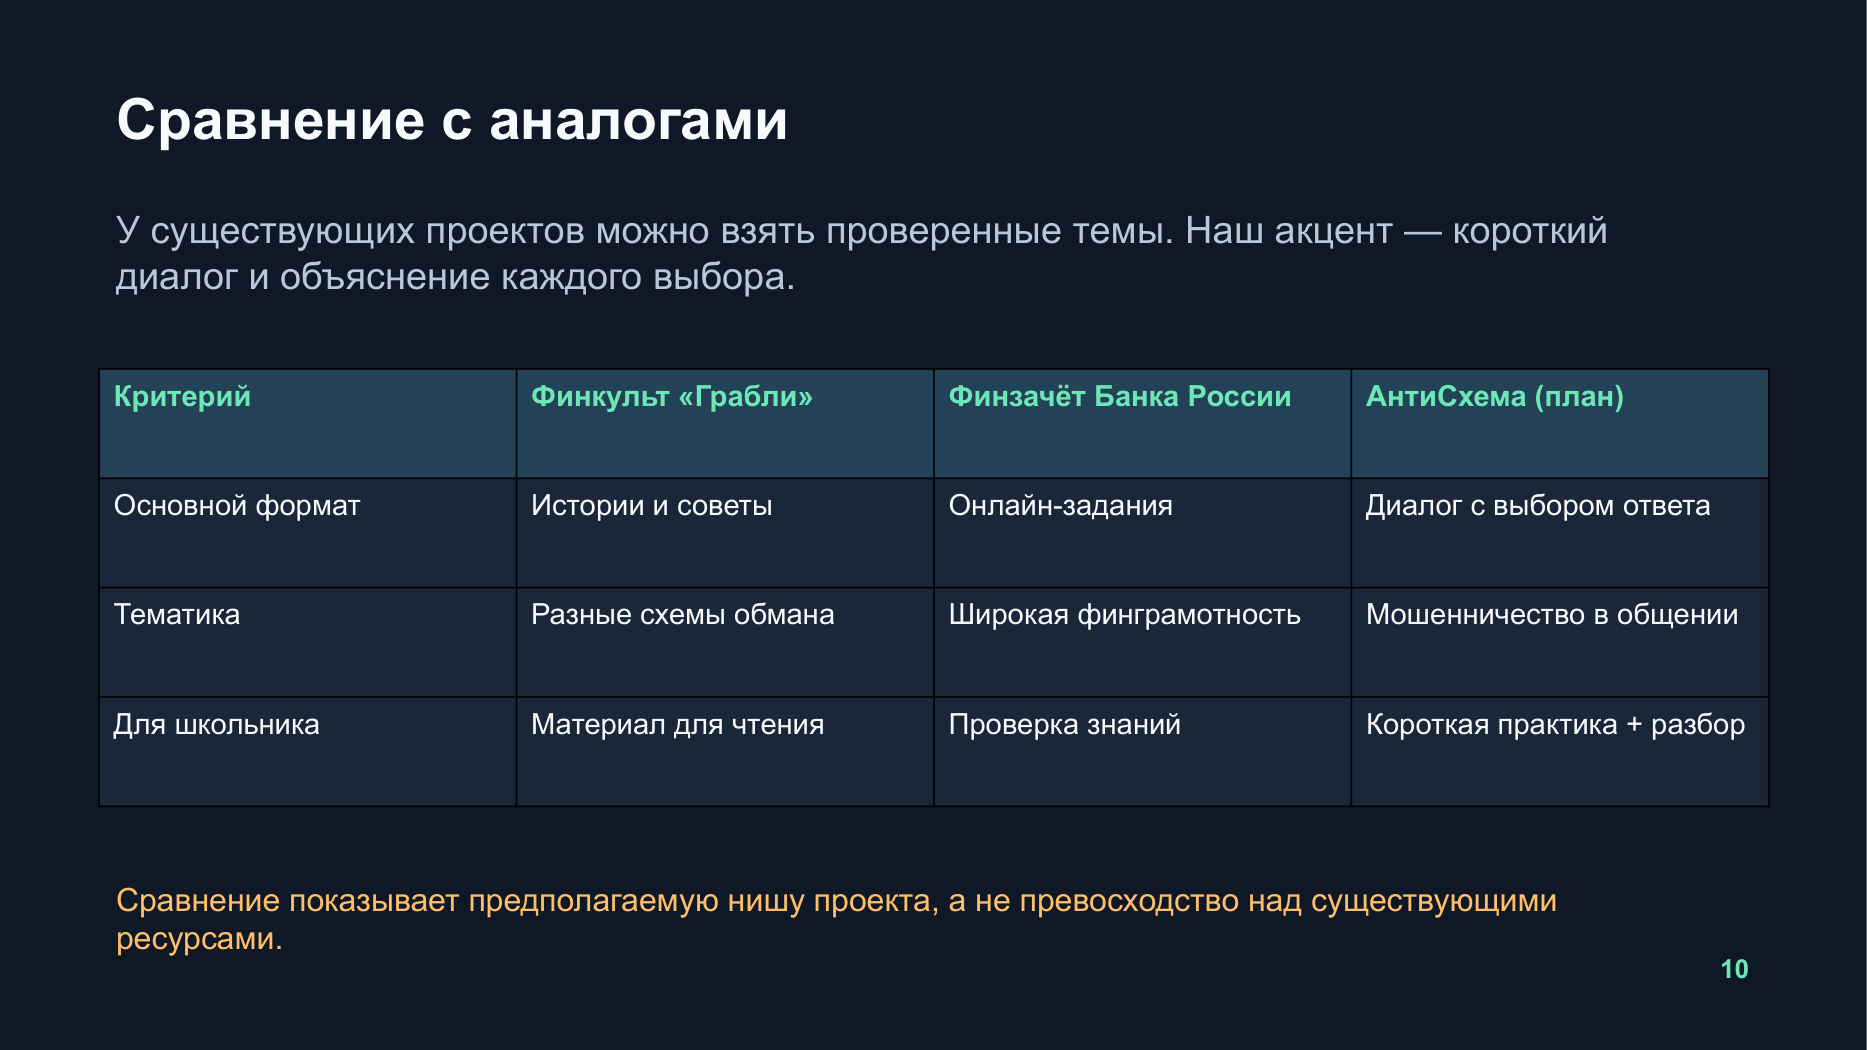 Сравнение с аналогами
У существующих проектов можно взять проверенные темы. Наш акцент — короткий
диалог и объяснение каждого выбора.
Критерий Финкульт «Грабли» Финзачёт Банка России АнтиСхема (план)
Основной формат Истории и советы Онлайн-задания Диалог с выбором ответа
Тематика Разные схемы обмана Широкая финграмотность Мошенничество в общении
Для школьника Материал для чтения Проверка знаний Короткая практика + разбор
Сравнение показывает предполагаемую нишу проекта, а не превосходство над существующими
ресурсами.
10